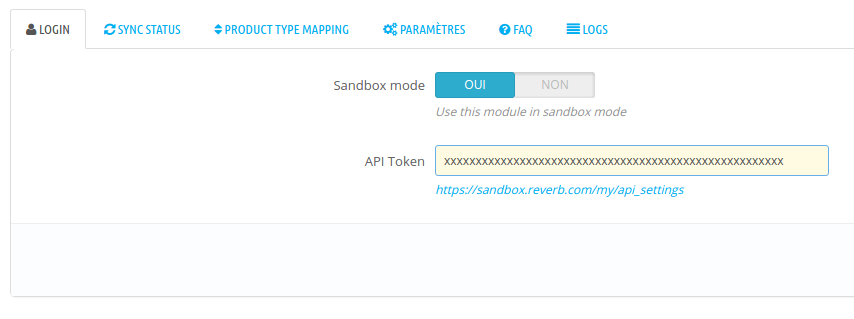 LOGIN SYNC STATUS PRODUCT TYPE MAPPING PARAMÈTRES FAQ LOGS
Sandbox mode OUI NON
Use this module in sandbox mode
API Token xxxxxxxxxxxxxxxxxxxxxxxxxxxxxxxxxxxxxxxxxxxxxxxxxxxxxxxx
https://sandbox.reverb.com/my/api_settings